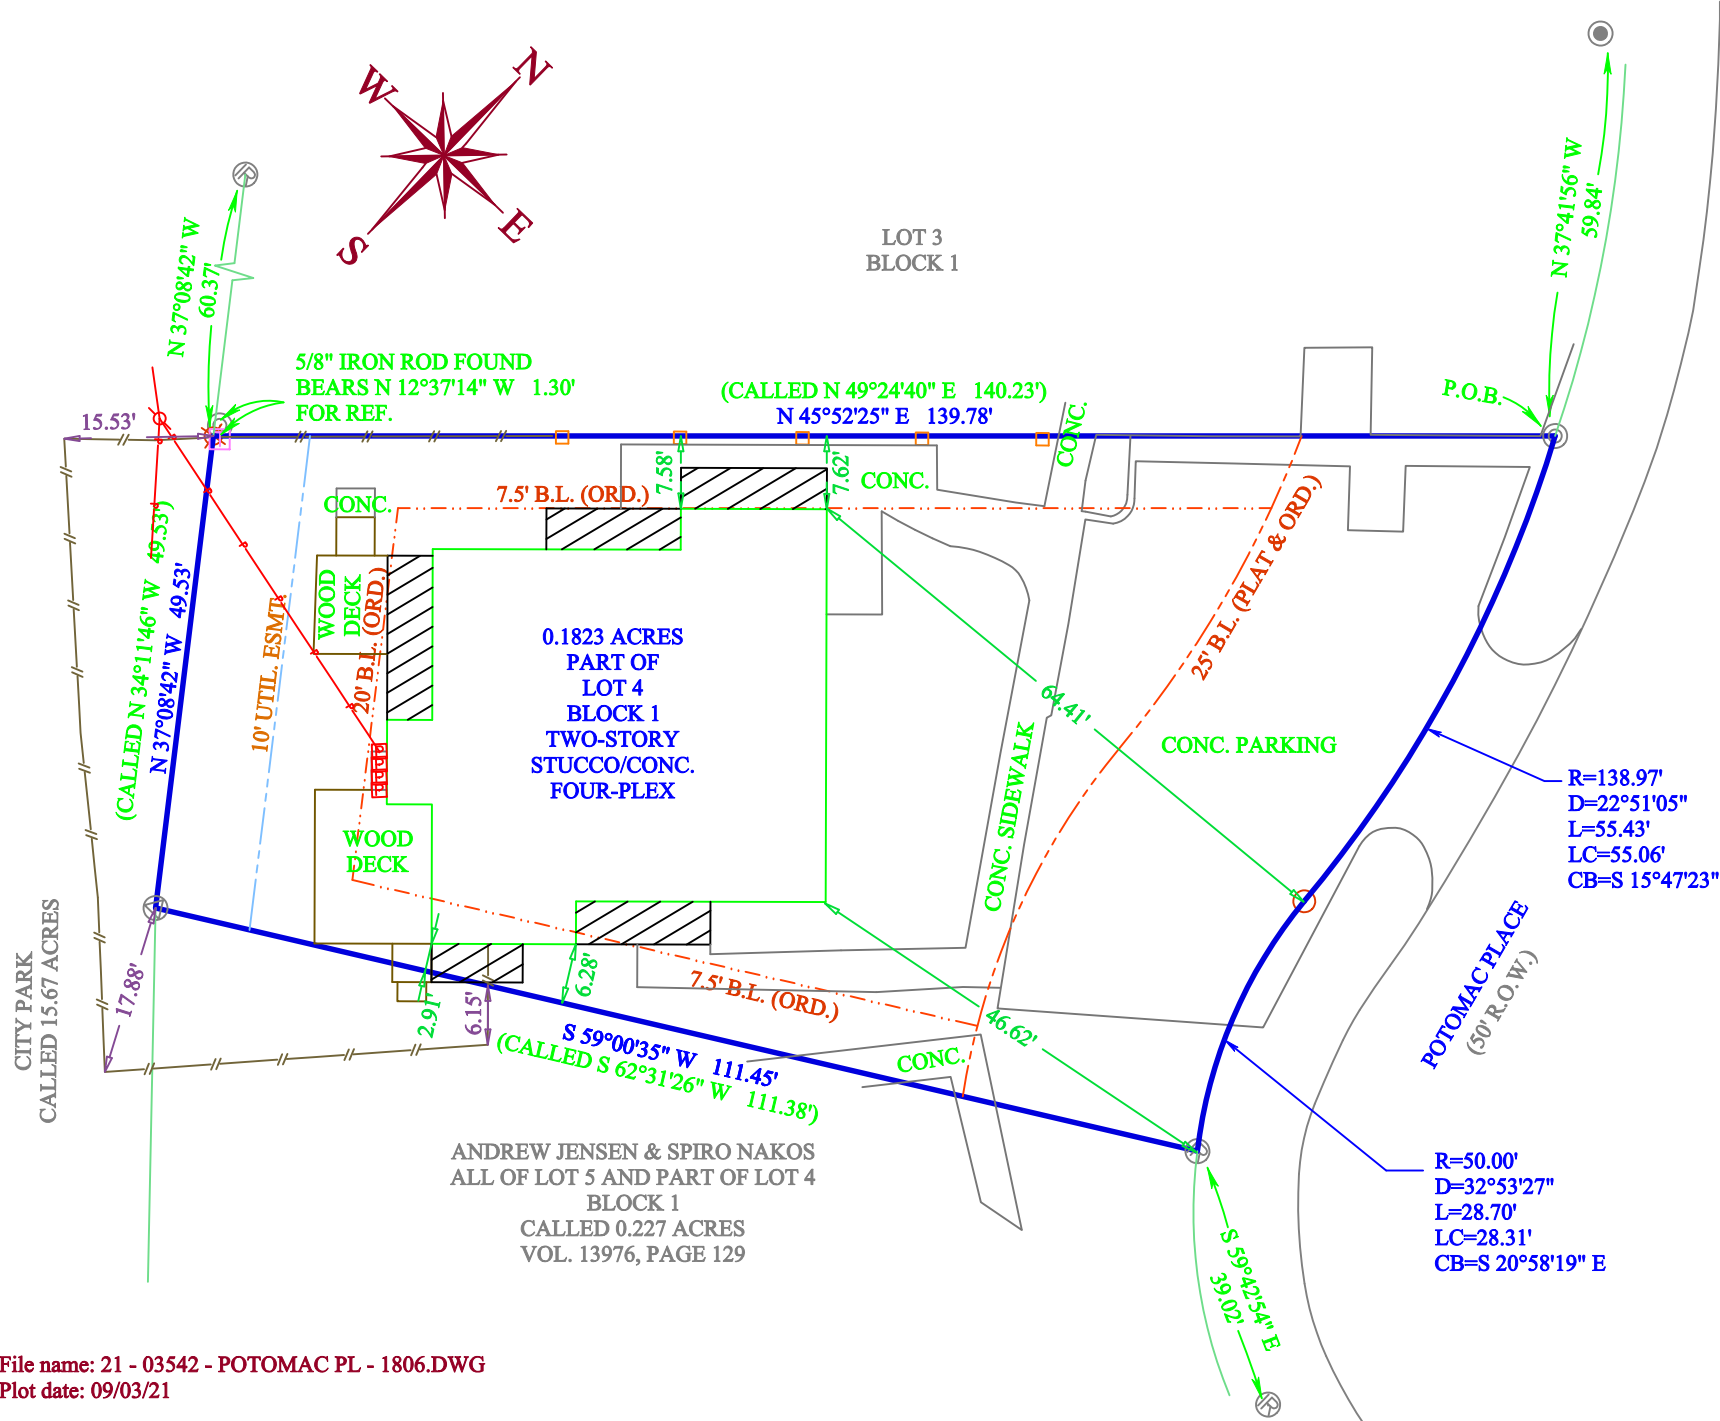 N
W
E
S
LOT 3
BLOCK 1
N 37°08'42" W
60.37'
N 37°41'56" W
59.84'
IR
5/8" IRON ROD FOUND
BEARS N 12°37'14" W 1.30'
FOR REF.
(CALLED N 49°24'40" E 140.23')
N 45°52'25" E 139.78'
P.O.B.
15.53'
CONC.
7.58'
7.62'
CONC.
7.5' B.L. (ORD.)
CONC.
(CALLED N 34°11'46" W 49.53')
N 37°08'42" W 49.53'
10' UTIL. ESMT.
WOOD
DECK
20' B.L. (ORD.)
0.1823 ACRES
PART OF
LOT 4
BLOCK 1
TWO-STORY
STUCCO/CONC.
FOUR-PLEX
64.41'
25' B.L. (PLAT & ORD.)
CONC. PARKING
CONC. SIDEWALK
R=138.97'
D=22°51'05"
L=55.43'
LC=55.06'
CB=S 15°47'23"
WOOD
DECK
CITY PARK
CALLED 15.67 ACRES
17.88'
2.91'
6.15'
6.28'
7.5' B.L. (ORD.)
46.62'
S 59°00'35" W 111.45'
(CALLED S 62°31'26" W 111.38')
CONC.
POTOMAC PLACE
(50' R.O.W.)
ANDREW JENSEN & SPIRO NAKOS
ALL OF LOT 5 AND PART OF LOT 4
BLOCK 1
CALLED 0.227 ACRES
VOL. 13976, PAGE 129
R=50.00'
D=32°53'27"
L=28.70'
LC=28.31'
CB=S 20°58'19" E
S 59°42'54" E
39.02'
IR
File name: 21 - 03542 - POTOMAC PL - 1806.DWG
Plot date: 09/03/21